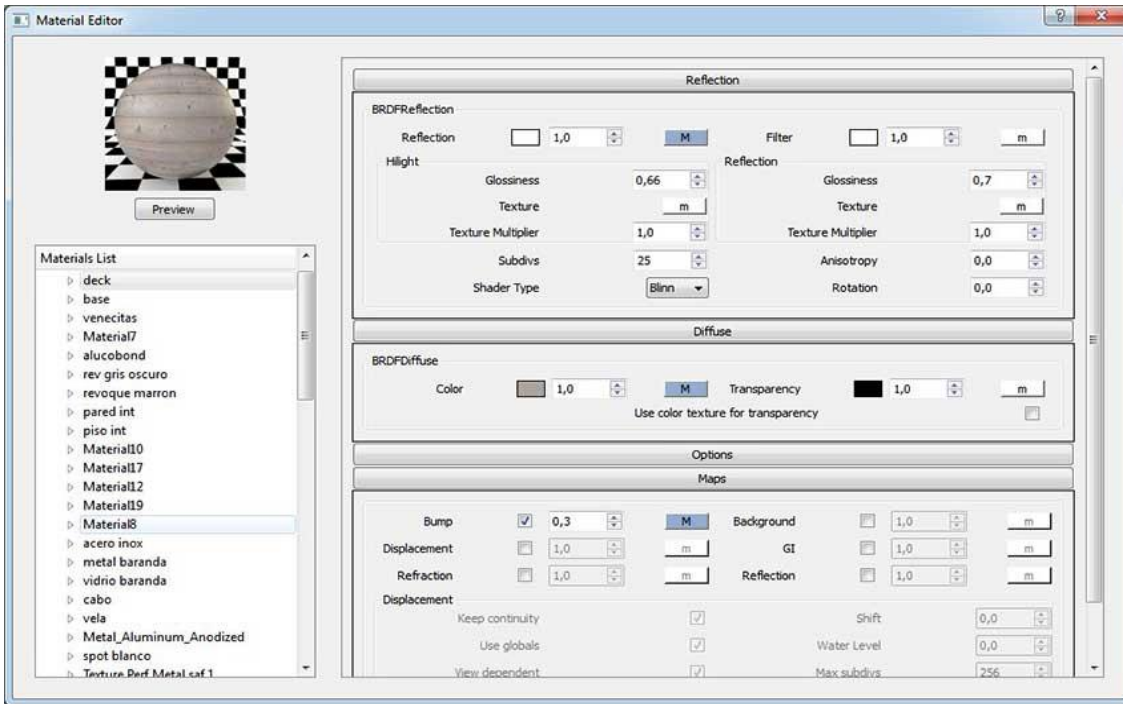 Material Editor
Preview
Materials List
deck
base
venecitas
Material7
alucobond
rev gris oscuro
revoque marron
pared int
piso int
Material10
Material17
Material12
Material19
Material8
acero inox
metal baranda
vidrio baranda
cabo
vela
Metal_Aluminum_Anodized
spot blanco
Texture Perf Metal saf 1
Reflection
BRDFReflection
Reflection 1,0 M Filter 1,0 m
Hilight Reflection
Glossiness 0,66 Glossiness 0,7
Texture m Texture m
Texture Multiplier 1,0 Texture Multiplier 1,0
Subdivs 25 Anisotropy 0,0
Shader Type Blinn Rotation 0,0
Diffuse
BRDFDiffuse
Color 1,0 M Transparency 1,0 m
Use color texture for transparency
Options
Maps
Bump 0,3 M Background 1,0 m
Displacement 1,0 m GI 1,0 m
Refraction 1,0 m Reflection 1,0 m
Displacement
Keep continuity Shift 0,0
Use globals Water Level 0,0
View dependent Max subdivs 256